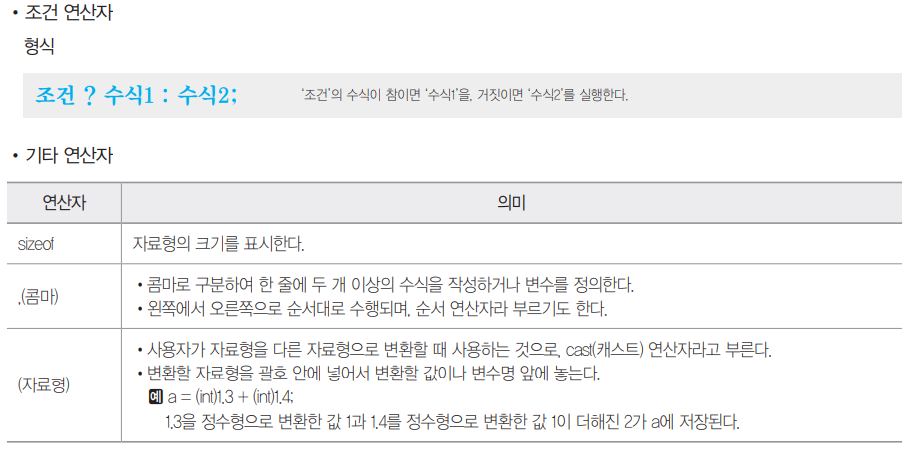 • 조건 연산자
형식
조건 ? 수식1 : 수식2;
‘조건’의 수식이 참이면 ‘수식1’을, 거짓이면 ‘수식2’를 실행한다.
• 기타 연산자
연산자
의미
sizeof
자료형의 크기를 표시한다.
,(콤마)
• 콤마로 구분하여 한 줄에 두 개 이상의 수식을 작성하거나 변수를 정의한다.
• 왼쪽에서 오른쪽으로 순서대로 수행되며, 순서 연산자라 부르기도 한다.
(자료형)
• 사용자가 자료형을 다른 자료형으로 변환할 때 사용하는 것으로, cast(캐스트) 연산자라고 부른다.
• 변환할 자료형을 괄호 안에 넣어서 변환할 값이나 변수명 앞에 놓는다.
예 a = (int)1.3 + (int)1.4;
1.3을 정수형으로 변환한 값 1과 1.4를 정수형으로 변환한 값 1이 더해진 2가 a에 저장된다.